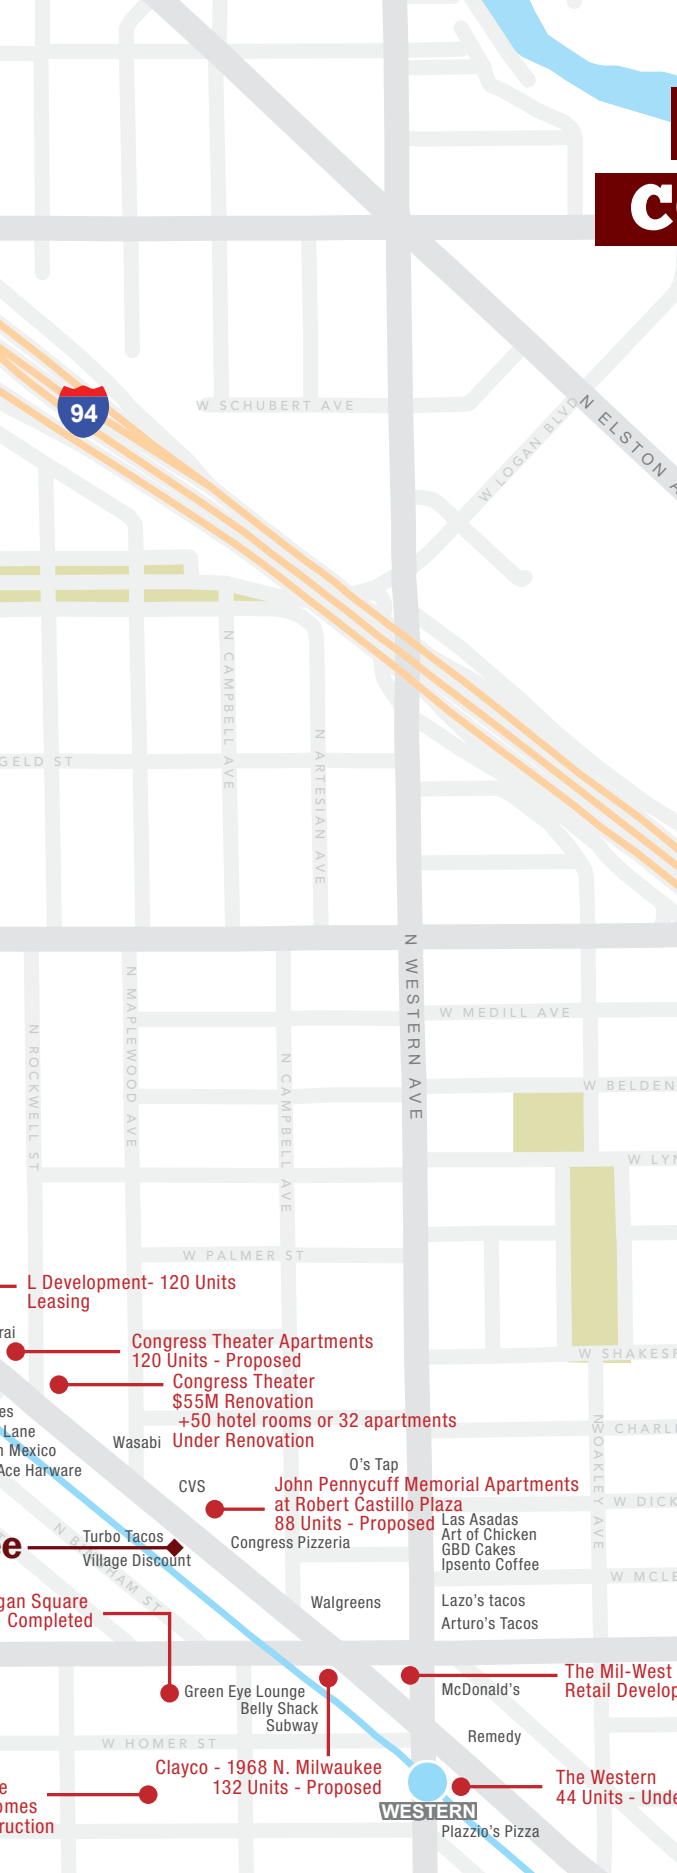 C
94
W SCHUBERT AVE
W LOGAN BLVD
N ELSTON A
N CAMPBELL AVE
N ARTESIAN AVE
GELD ST
N WESTERN AVE
N MAPLEWOOD AVE
W MEDILL AVE
N ROCKWELL ST
N CAMPBELL AVE
W BELDEN
W LYN
W PALMER ST
L Development- 120 Units
Leasing
rai
Congress Theater Apartments
120 Units - Proposed
W SHAKESP
Congress Theater
$55M Renovation
+50 hotel rooms or 32 apartments
Under Renovation
es
Lane
n Mexico
Ace Harware
Wasabi
N OAKLEY AVE
W CHARL
O's Tap
CVS
John Pennycuff Memorial Apartments
at Robert Castillo Plaza
88 Units - Proposed
W DICK
Las Asadas
Art of Chicken
GBD Cakes
Ipsento Coffee
Congress Pizzeria
e
Turbo Tacos
Village Discount
N BINGHAM ST
W MCLE
gan Square
Completed
Walgreens
Lazo's tacos
Arturo's Tacos
The Mil-West
Retail Develop
Green Eye Lounge
Belly Shack
Subway
McDonald's
Remedy
W HOMER ST
Clayco - 1968 N. Milwaukee
132 Units - Proposed
The Western
44 Units - Unde
e
omes
ruction
WESTERN
Plazzio's Pizza